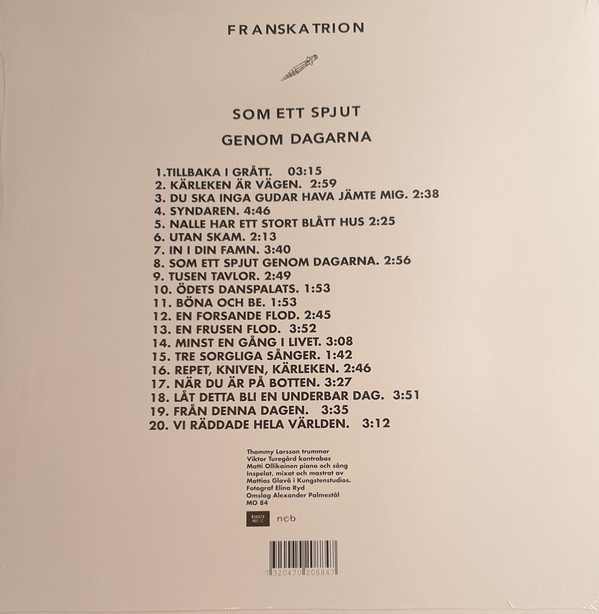 FRANSKA TRION
SOM ETT SPJUT
GENOM DAGARNA
1.TILLBAKA I GRÅTT. 03:15
2. KÄRLEKEN ÄR VÄGEN. 2:59
3. DU SKA INGA GUDAR HAVA JÄMTE MIG. 2:38
4. SYNDAREN. 4:46
5. NALLE HAR ETT STORT BLÅTT HUS 2:25
6. UTAN SKAM. 2:13
7. IN I DIN FAMN. 3:40
8. SOM ETT SPJUT GENOM DAGARNA. 2:56
9. TUSEN TAVLOR. 2:49
10. ÖDETS DANSPALATS. 1:53
11. BÖNA OCH BE. 1:53
12. EN FORSANDE FLOD. 2:45
13. EN FRUSEN FLOD. 3:52
14. MINST EN GÅNG I LIVET. 3:08
15. TRE SORGLIGA SÅNGER. 1:42
16. REPET, KNIVEN, KÄRLEKEN. 2:46
17. NÄR DU ÄR PÅ BOTTEN. 3:27
18. LÅT DETTA BLI EN UNDERBAR DAG. 3:51
19. FRÅN DENNA DAGEN. 3:35
20. VI RÄDDADE HELA VÄRLDEN. 3:12
Thommy Larsson trummor
Viktor Turegård kontrabas
Matti Ollikainen piano och sång
Inspelat, mixat och mastrat av
Mattias Glavå i Kungstenstudios.
Fotograf Elina Ryd
Omslag Alexander Palmestål
MO 84
n©b
7 320470 208847